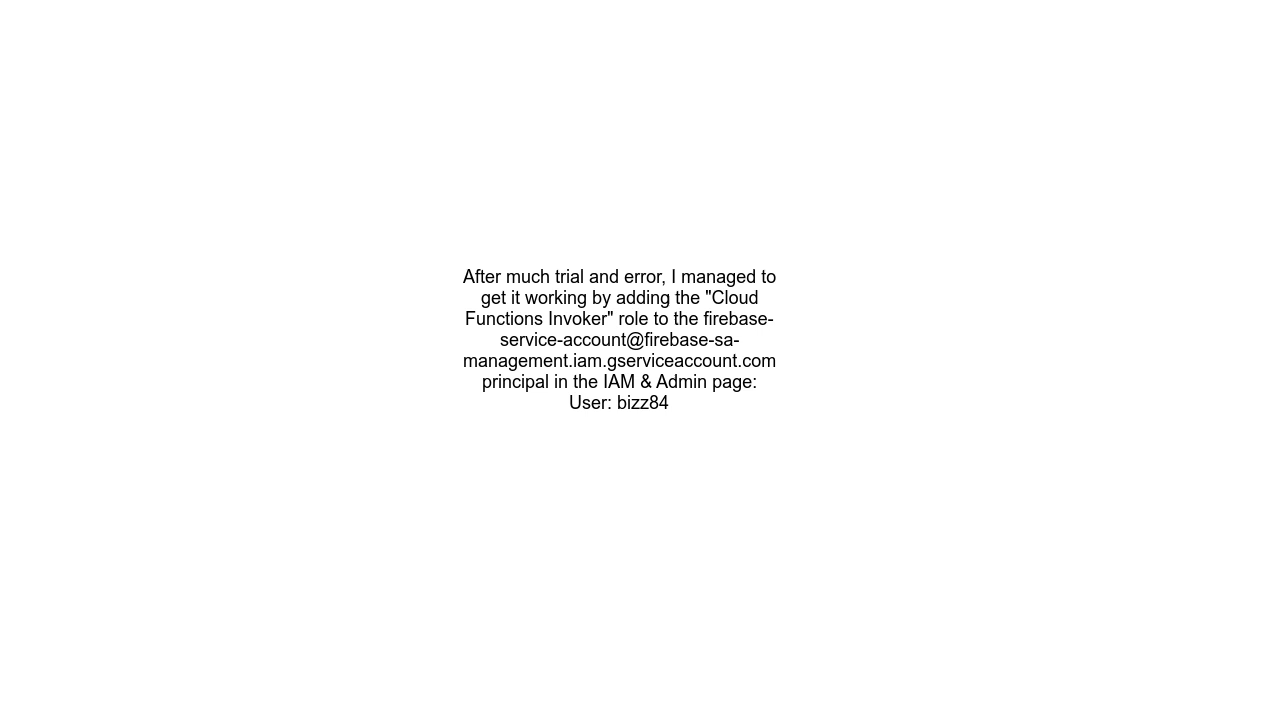 After much trial and error, I managed to
get it working by adding the "Cloud
Functions Invoker" role to the firebase-
service-account@firebase-sa-
management.iam.gserviceaccount.com
principal in the IAM & Admin page:
User: bizz84